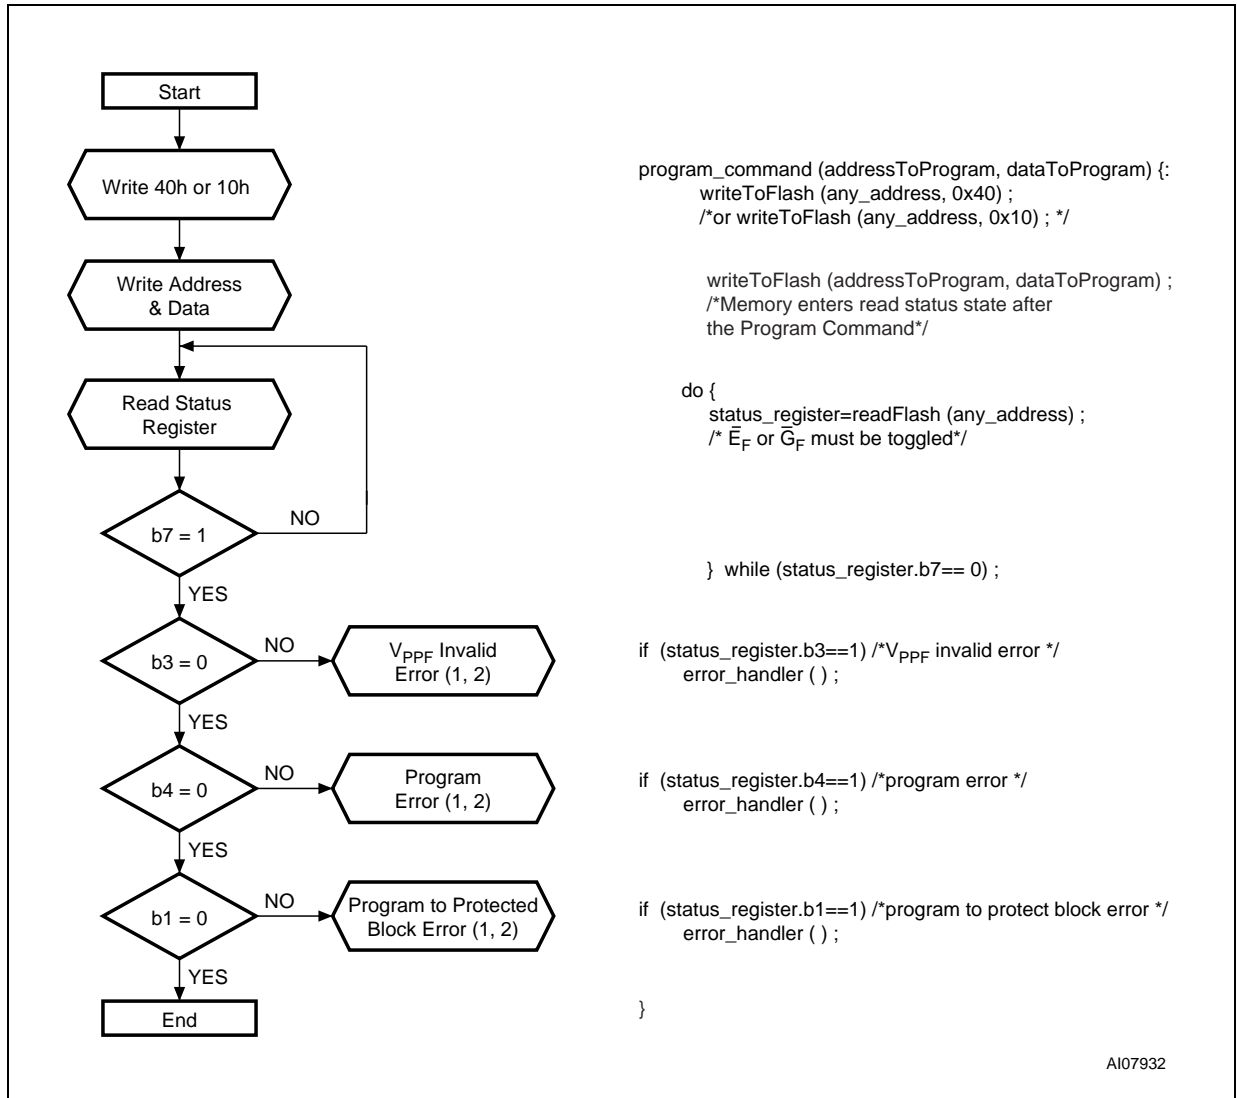 Start
Write 40h or 10h
Write Address
& Data
Read Status
Register
b7 = 1
NO
YES
b3 = 0
NO
VPPF Invalid
Error (1, 2)
YES
b4 = 0
NO
Program
Error (1, 2)
YES
b1 = 0
NO
Program to Protected
Block Error (1, 2)
YES
End
program_command (addressToProgram, dataToProgram) {:
writeToFlash (any_address, 0x40) ;
/*or writeToFlash (any_address, 0x10) ; */
writeToFlash (addressToProgram, dataToProgram) ;
/*Memory enters read status state after
the Program Command*/
do {
status_register=readFlash (any_address) ;
/* ĒF or ḠF must be toggled*/
} while (status_register.b7== 0) ;
if (status_register.b3==1) /*VPPF invalid error */
error_handler ( ) ;
if (status_register.b4==1) /*program error */
error_handler ( ) ;
if (status_register.b1==1) /*program to protect block error */
error_handler ( ) ;
}
AI07932